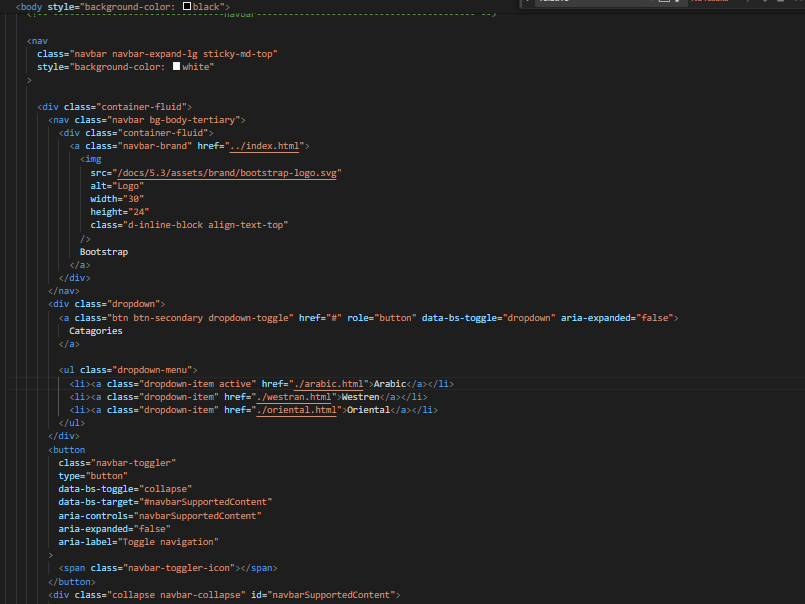 <body style="background-color: black">
<!-- --------------------------------navbar---------------------------------------- -->
<nav
class="navbar navbar-expand-lg sticky-md-top"
style="background-color: white"
>
<div class="container-fluid">
<nav class="navbar bg-body-tertiary">
<div class="container-fluid">
<a class="navbar-brand" href="../index.html">
<img
src="/docs/5.3/assets/brand/bootstrap-logo.svg"
alt="Logo"
width="30"
height="24"
class="d-inline-block align-text-top"
/>
Bootstrap
</a>
</div>
</nav>
<div class="dropdown">
<a class="btn btn-secondary dropdown-toggle" href="#" role="button" data-bs-toggle="dropdown" aria-expanded="false">
Catagories
</a>
<ul class="dropdown-menu">
<li><a class="dropdown-item active" href="./arabic.html">Arabic</a></li>
<li><a class="dropdown-item" href="./westran.html">Westren</a></li>
<li><a class="dropdown-item" href="./oriental.html">Oriental</a></li>
</ul>
</div>
<button
class="navbar-toggler"
type="button"
data-bs-toggle="collapse"
data-bs-target="#navbarSupportedContent"
aria-controls="navbarSupportedContent"
aria-expanded="false"
aria-label="Toggle navigation"
>
<span class="navbar-toggler-icon"></span>
</button>
<div class="collapse navbar-collapse" id="navbarSupportedContent">